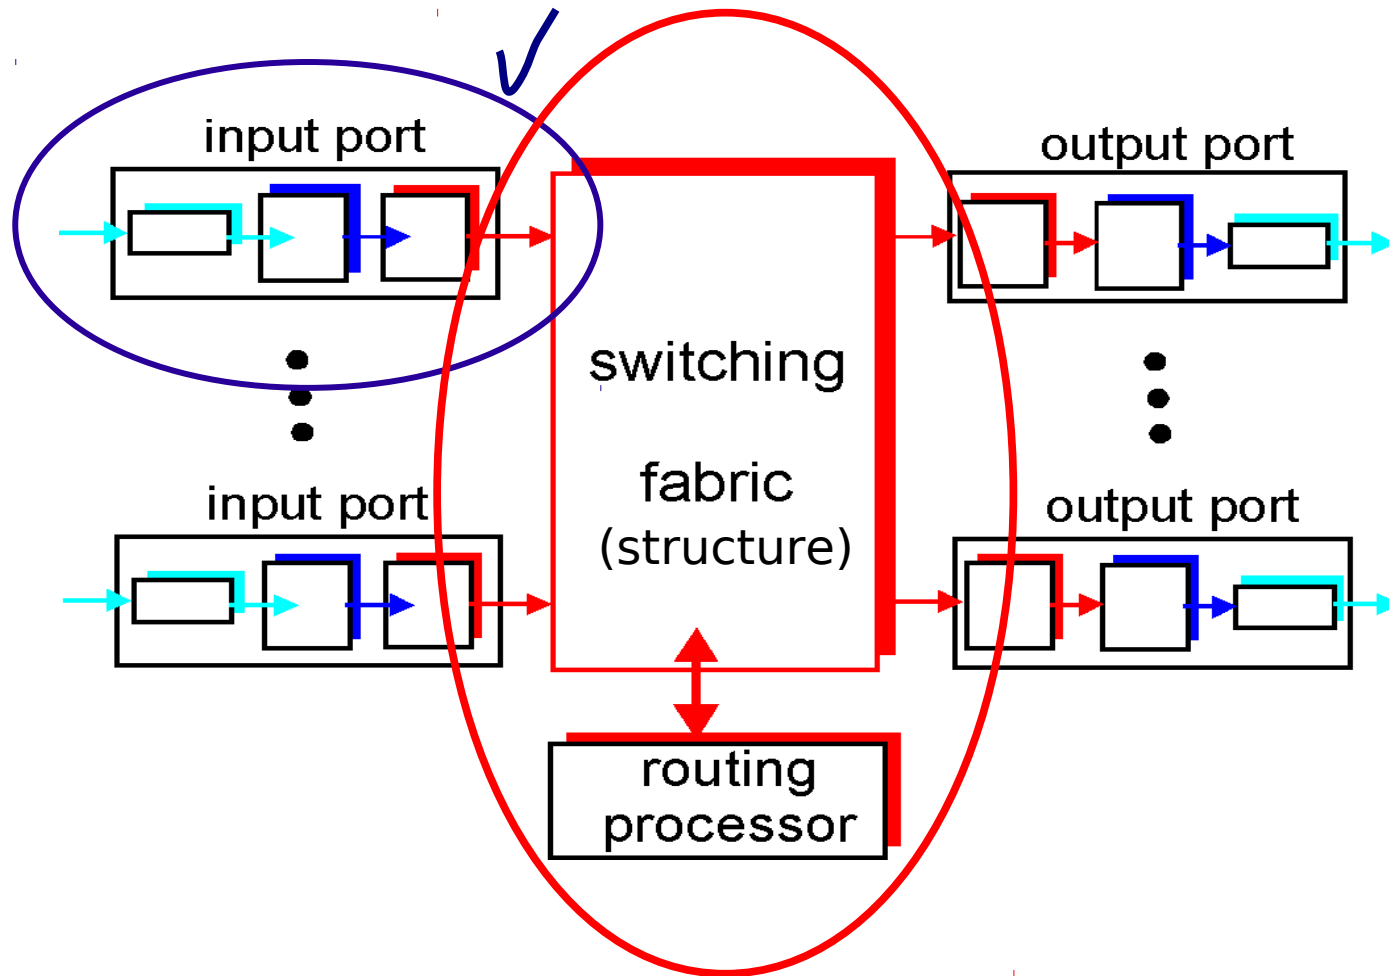 input port
output port
switching
fabric
(structure)
input port
output port
routing
processor